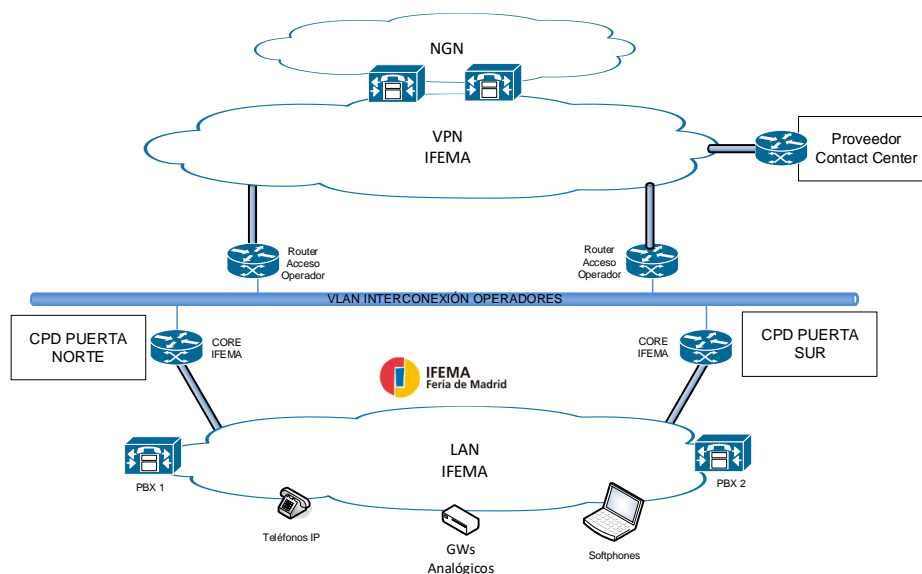 NGN
VPN
IFEMA
Proveedor
Contact Center
Router
Acceso
Operador
Router
Acceso
Operador
VLAN INTERCONEXIÓN OPERADORES
CPD PUERTA
NORTE
CORE
IFEMA
CORE
IFEMA
CPD PUERTA
SUR
IFEMA
Feria de Madrid
LAN
IFEMA
PBX 1
PBX 2
Teléfonos IP
GWs
Analógicos
Softphones